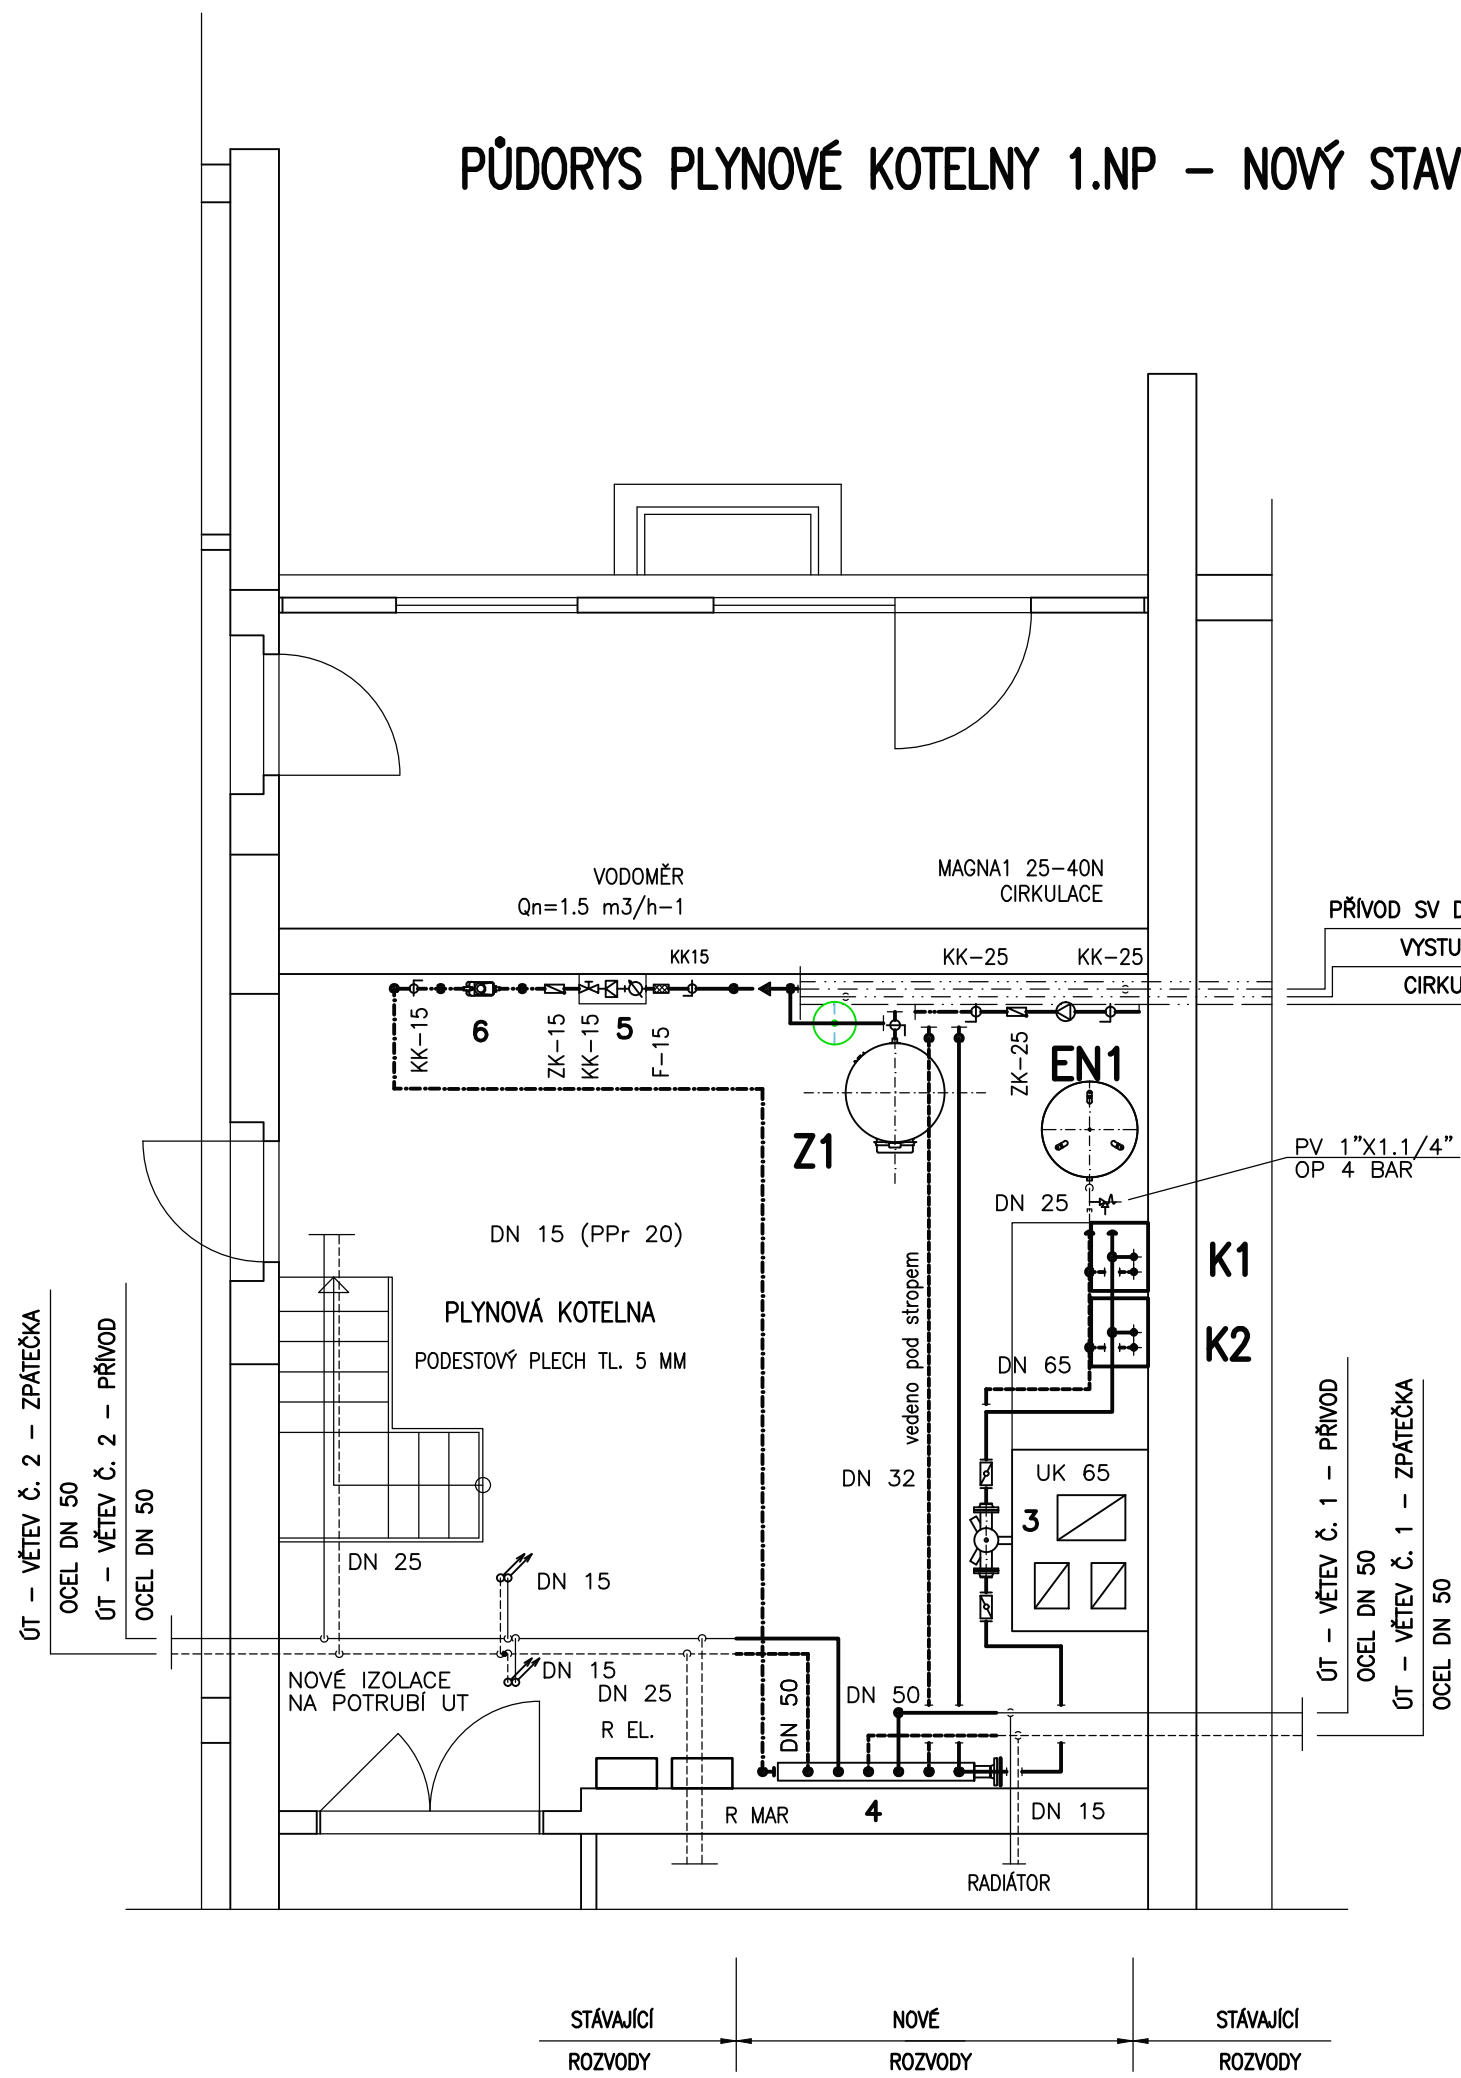 PŮDORYS PLYNOVÉ KOTELNY 1.NP – NOVÝ STAV
VODOMĚR
Qn=1.5 m3/h-1
MAGNA1 25-40N
CIRKULACE
PŘÍVOD SV D
VYSTU
CIRKU
KK15
KK-25
KK-25
KK-15
6
ZK-15
KK-15
5
F-15
ZK-25
EN1
Z1
PV 1"X1.1/4"
OP 4 BAR
DN 25
DN 15 (PPr 20)
K1
vedeno pod stropem
PLYNOVÁ KOTELNA
K2
PODESTOVÝ PLECH TL. 5 MM
DN 65
ÚT – VĚTEV Č. 2 – ZPÁTEČKA
OCEL DN 50
ÚT – VĚTEV Č. 2 – PŘÍVOD
OCEL DN 50
DN 32
UK 65
3
ÚT – VĚTEV Č. 1 – PŘÍVOD
OCEL DN 50
ÚT – VĚTEV Č. 1 – ZPÁTEČKA
OCEL DN 50
DN 25
DN 15
DN 15
NOVÉ IZOLACE
NA POTRUBÍ UT
DN 25
DN 50
DN 50
R EL.
R MAR
4
DN 15
RADIÁTOR
STÁVAJÍCÍ
ROZVODY
NOVÉ
ROZVODY
STÁVAJÍCÍ
ROZVODY